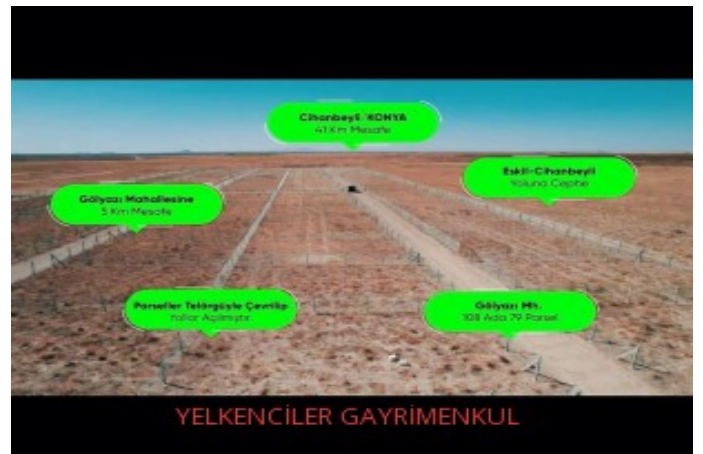 Cihanbeyli/KONYA
41 Km Mesafe
Eskil-Cihanbeyli
Yoluna Cephe
Gölyazı Mahallesine
5 Km Mesafe
Parseller Telörgüyle Çevrilip
Yollar Açılmıştır
Gölyazı Mh.
108 Ada 79 Parsel
YELKENCİLER GAYRİMENKUL